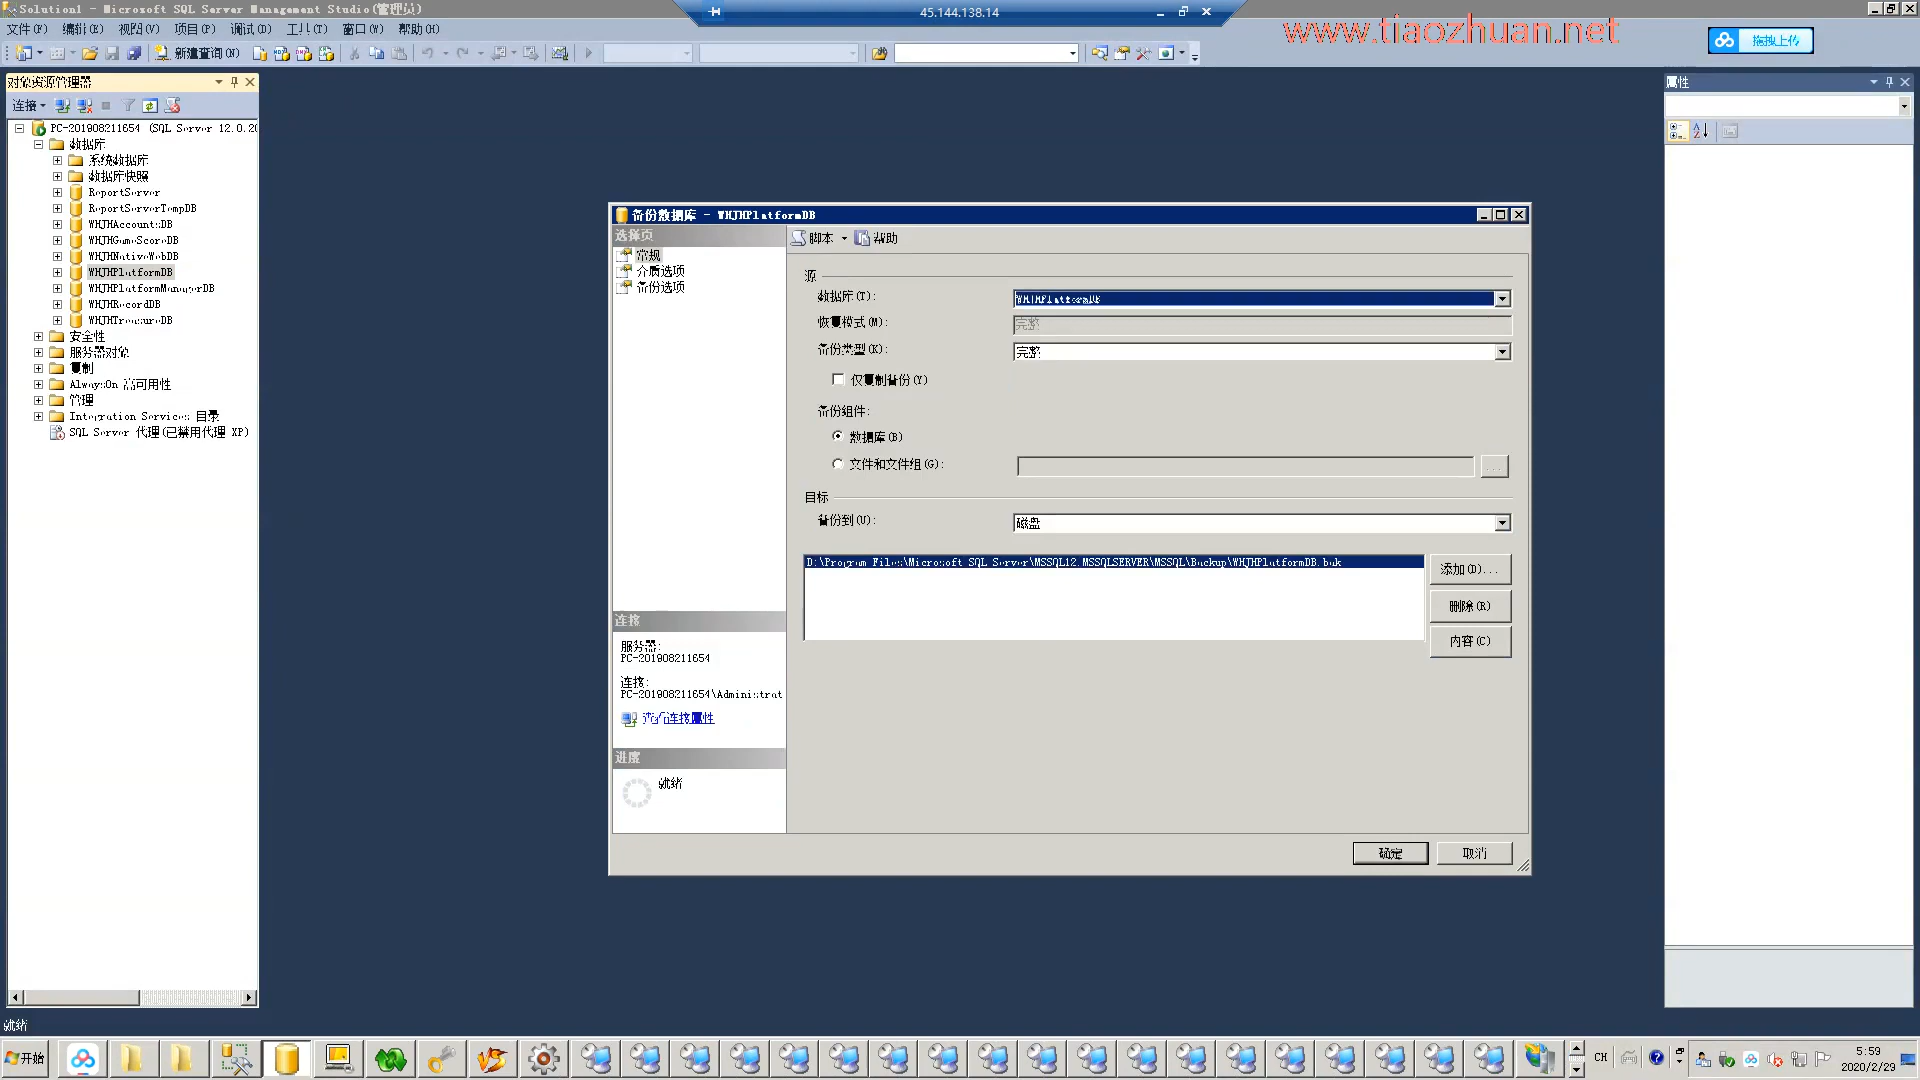 Solution1 - Microsoft SQL Server Management Studio(管理员)
45.144.138.14
文件(F) 编辑(E) 视图(V) 项目(P) 调试(D) 工具(T) 窗口(W) 帮助(H)
www.tiaozhuan.net
拖拽上传
新建查询(N)
对象资源管理器
属性
连接
PC-201908211654 (SQL Server 12.0.20
数据库
系统数据库
数据库快照
ReportServer
ReportServerTempDB
WHJHAccountsDB
WHJHGameScoreDB
WHJHNativeWebDB
WHJHPlatformDB
WHJHPlatformManagerDB
WHJHRecordDB
WHJHTreasureDB
安全性
服务器对象
复制
AlwaysOn 高可用性
管理
Integration Services 目录
SQL Server 代理(已禁用代理 XP)
备份数据库 - WHJHPlatformDB
选择页
常规
介质选项
备份选项
脚本 帮助
源
数据库(T): WHJHPlatformDB
恢复模式(M): 完整
备份类型(K): 完整
仅复制备份(Y)
备份组件:
数据库(B)
文件和文件组(G):
...
目标
备份到(U): 磁盘
D:\Program Files\Microsoft SQL Server\MSSQL12.MSSQLSERVER\MSSQL\Backup\WHJHPlatformDB.bak
添加(D)...
删除(R)
内容(C)
连接
服务器:
PC-201908211654
连接:
PC-201908211654\Administrat
查看连接属性
进度
就绪
确定 取消
就绪
开始
CH
5:59
2020/2/29